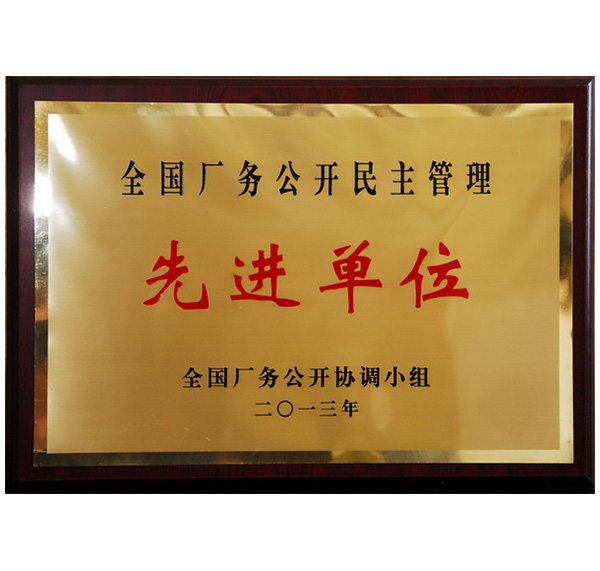 全国厂务公开民主管理
先进单位
全国厂务公开协调小组
二〇一三年